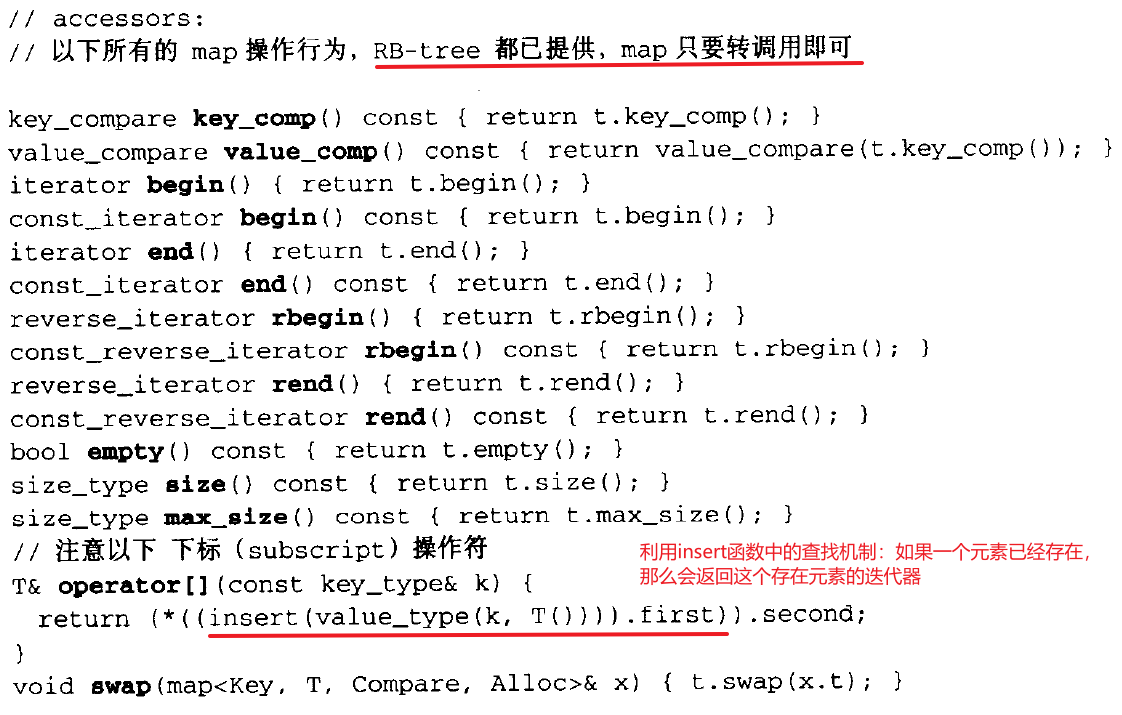 // accessors:
// 以下所有的 map 操作行为，RB-tree 都已提供，map 只要转调用即可
key_compare key_comp() const { return t.key_comp(); }
value_compare value_comp() const { return value_compare(t.key_comp()); }
iterator begin() { return t.begin(); }
const_iterator begin() const { return t.begin(); }
iterator end() { return t.end(); }
const_iterator end() const { return t.end(); }
reverse_iterator rbegin() { return t.rbegin(); }
const_reverse_iterator rbegin() const { return t.rbegin(); }
reverse_iterator rend() { return t.rend(); }
const_reverse_iterator rend() const { return t.rend(); }
bool empty() const { return t.empty(); }
size_type size() const { return t.size(); }
size_type max_size() const { return t.max_size(); }
// 注意以下 下标（subscript）操作符
利用insert函数中的查找机制：如果一个元素已经存在，
那么会返回这个存在元素的迭代器
T& operator[](const key_type& k) {
return (*((insert(value_type(k, T()))).first)).second;
}
void swap(map<Key, T, Compare, Alloc>& x) { t.swap(x.t); }